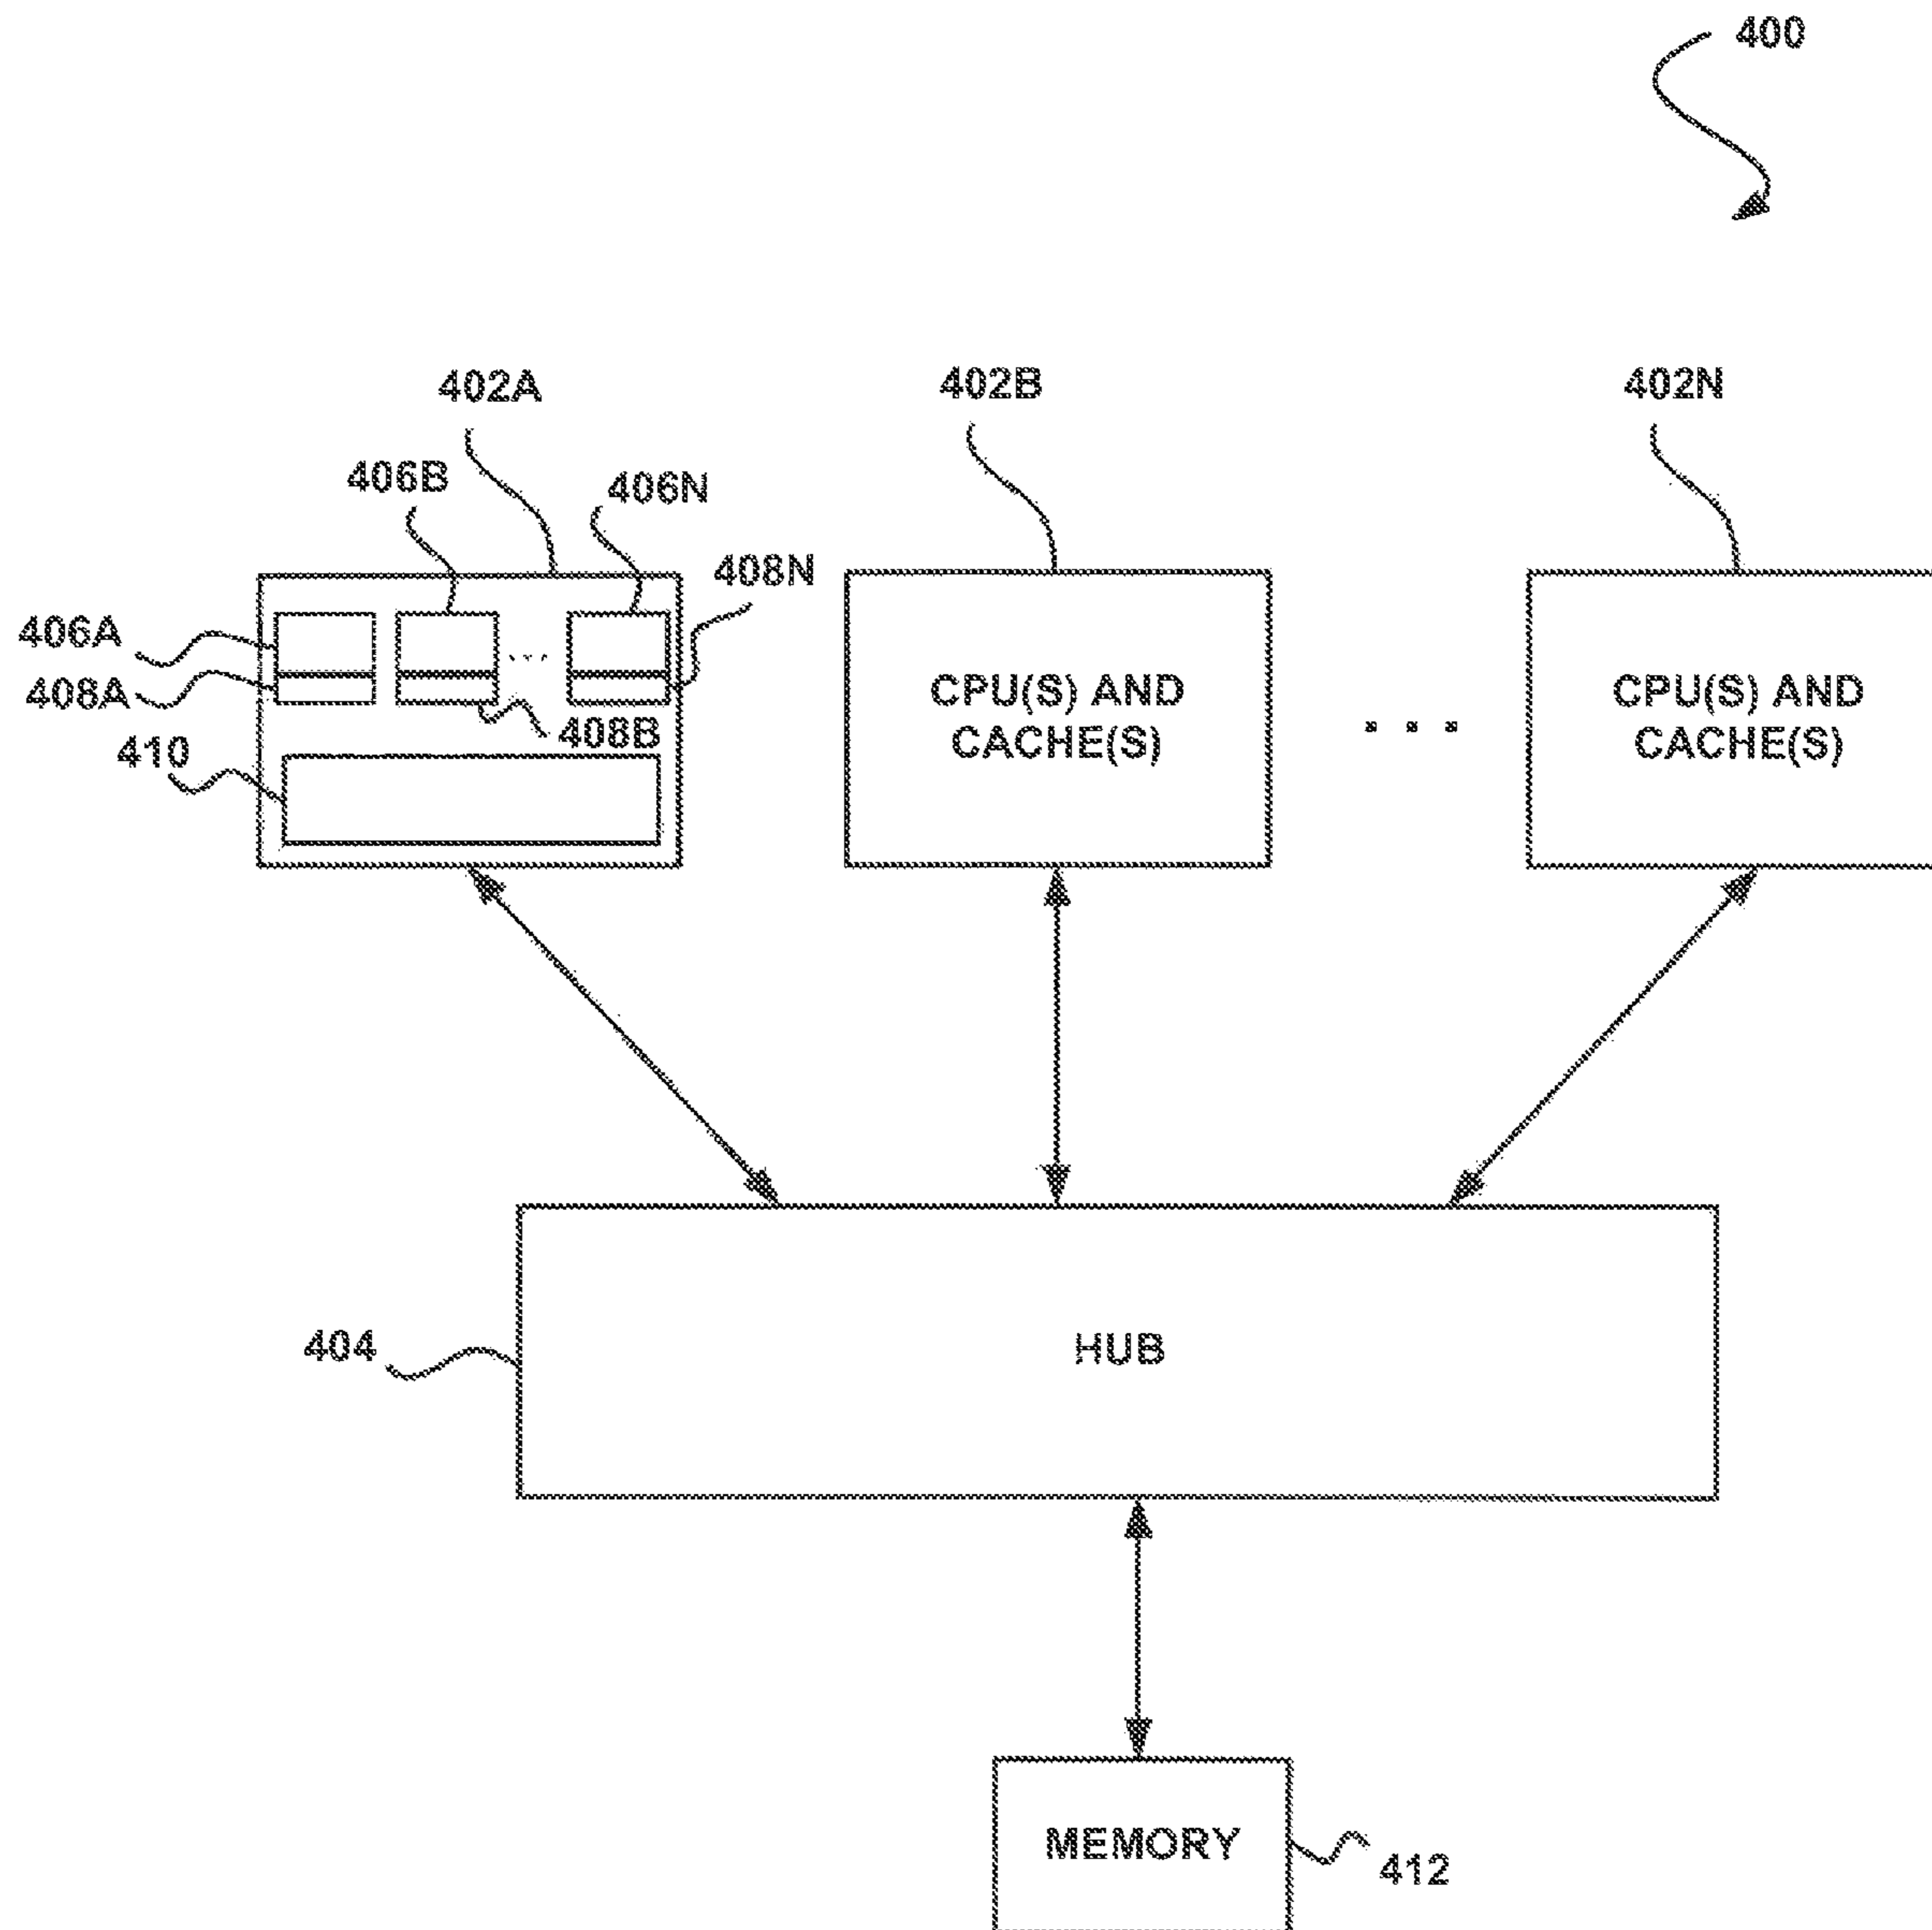 400
402A
402B
402N
406B
406N
408N
406A
408A
408B
410
CPU(S) AND
CACHE(S)
. . .
CPU(S) AND
CACHE(S)
404
HUB
MEMORY
412